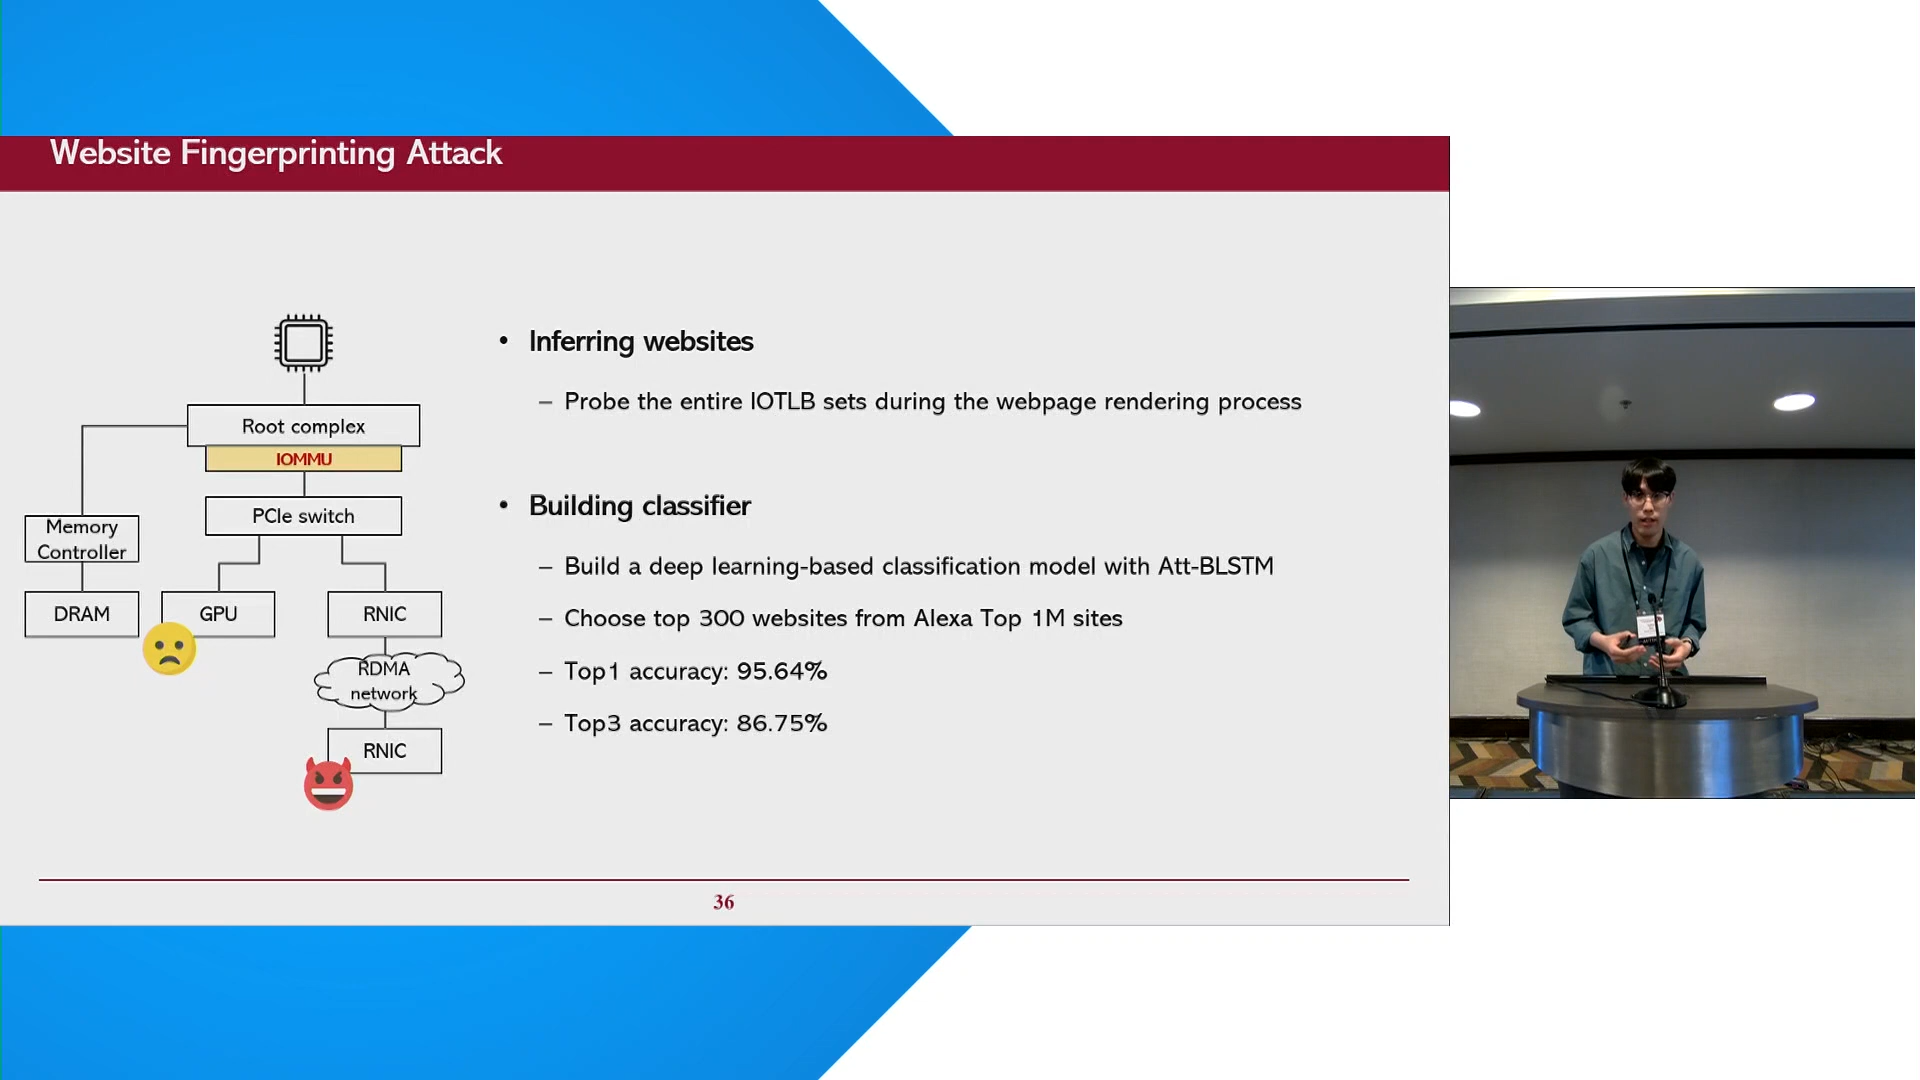 Website Fingerprinting Attack
Root complex
IOMMU
PCIe switch
Memory
Controller
DRAM
GPU
RNIC
RDMA
network
RNIC
• Inferring websites
– Probe the entire IOTLB sets during the webpage rendering process
• Building classifier
– Build a deep learning-based classification model with Att-BLSTM
– Choose top 300 websites from Alexa Top 1M sites
– Top1 accuracy: 95.64%
– Top3 accuracy: 86.75%
36